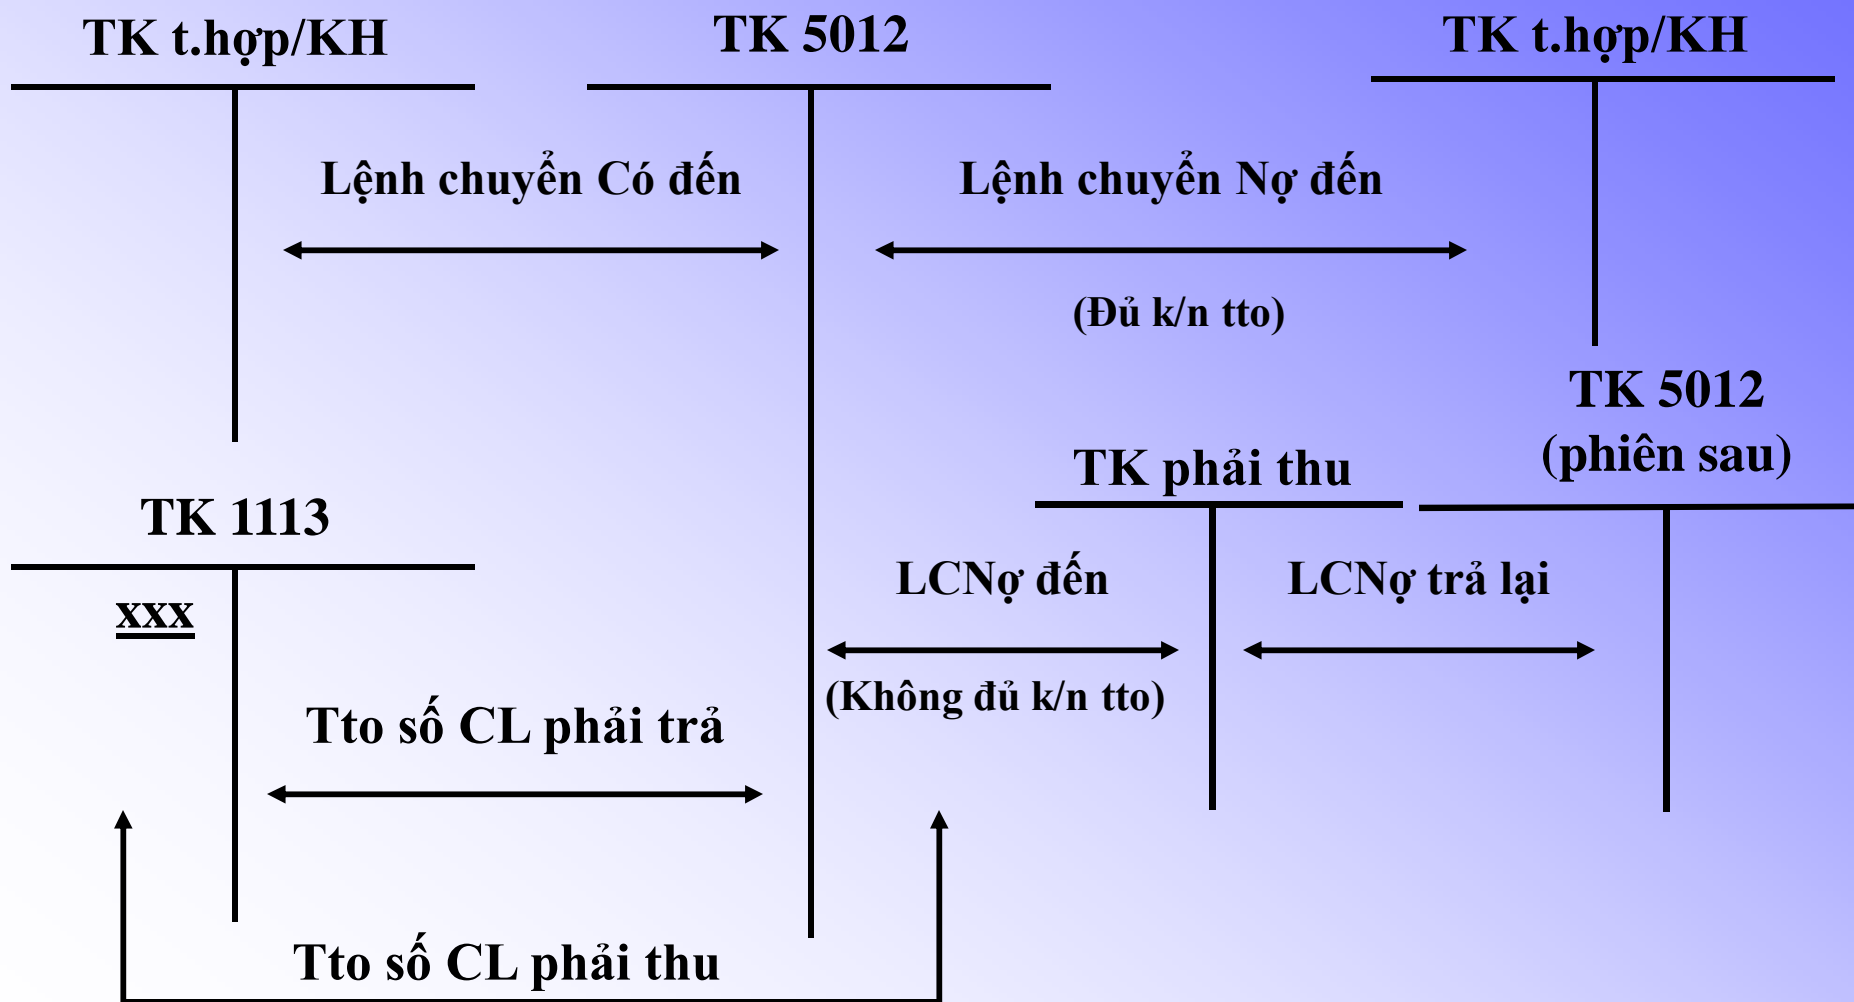 TK t.hợp/KH
TK 5012
TK t.hợp/KH
Lệnh chuyển Có đến
Lệnh chuyển Nợ đến
(Đủ k/n tto)
TK 5012
(phiên sau)
TK phải thu
TK 1113
xxx
LCNợ đến
LCNợ trả lại
(Không đủ k/n tto)
Tto số CL phải trả
Tto số CL phải thu